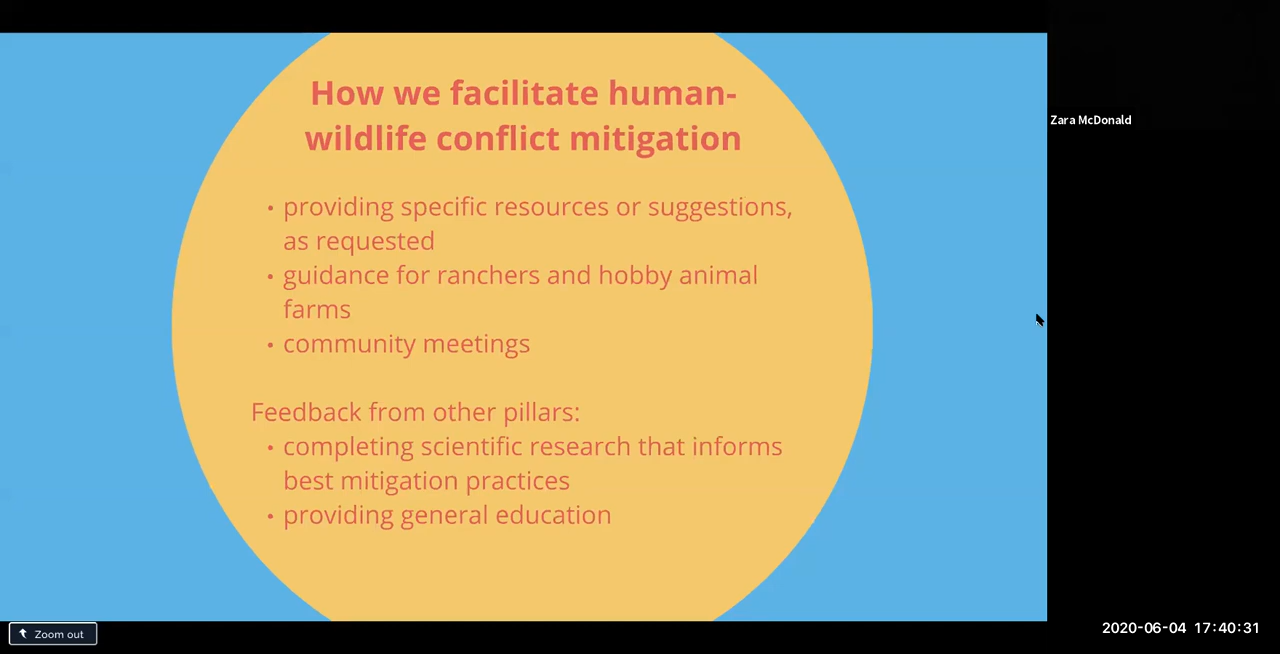 How we facilitate human-
wildlife conflict mitigation
• providing specific resources or suggestions,
as requested
• guidance for ranchers and hobby animal
farms
• community meetings
Feedback from other pillars:
• completing scientific research that informs
best mitigation practices
• providing general education
Zara McDonald
Zoom out
2020-06-04 17:40:31